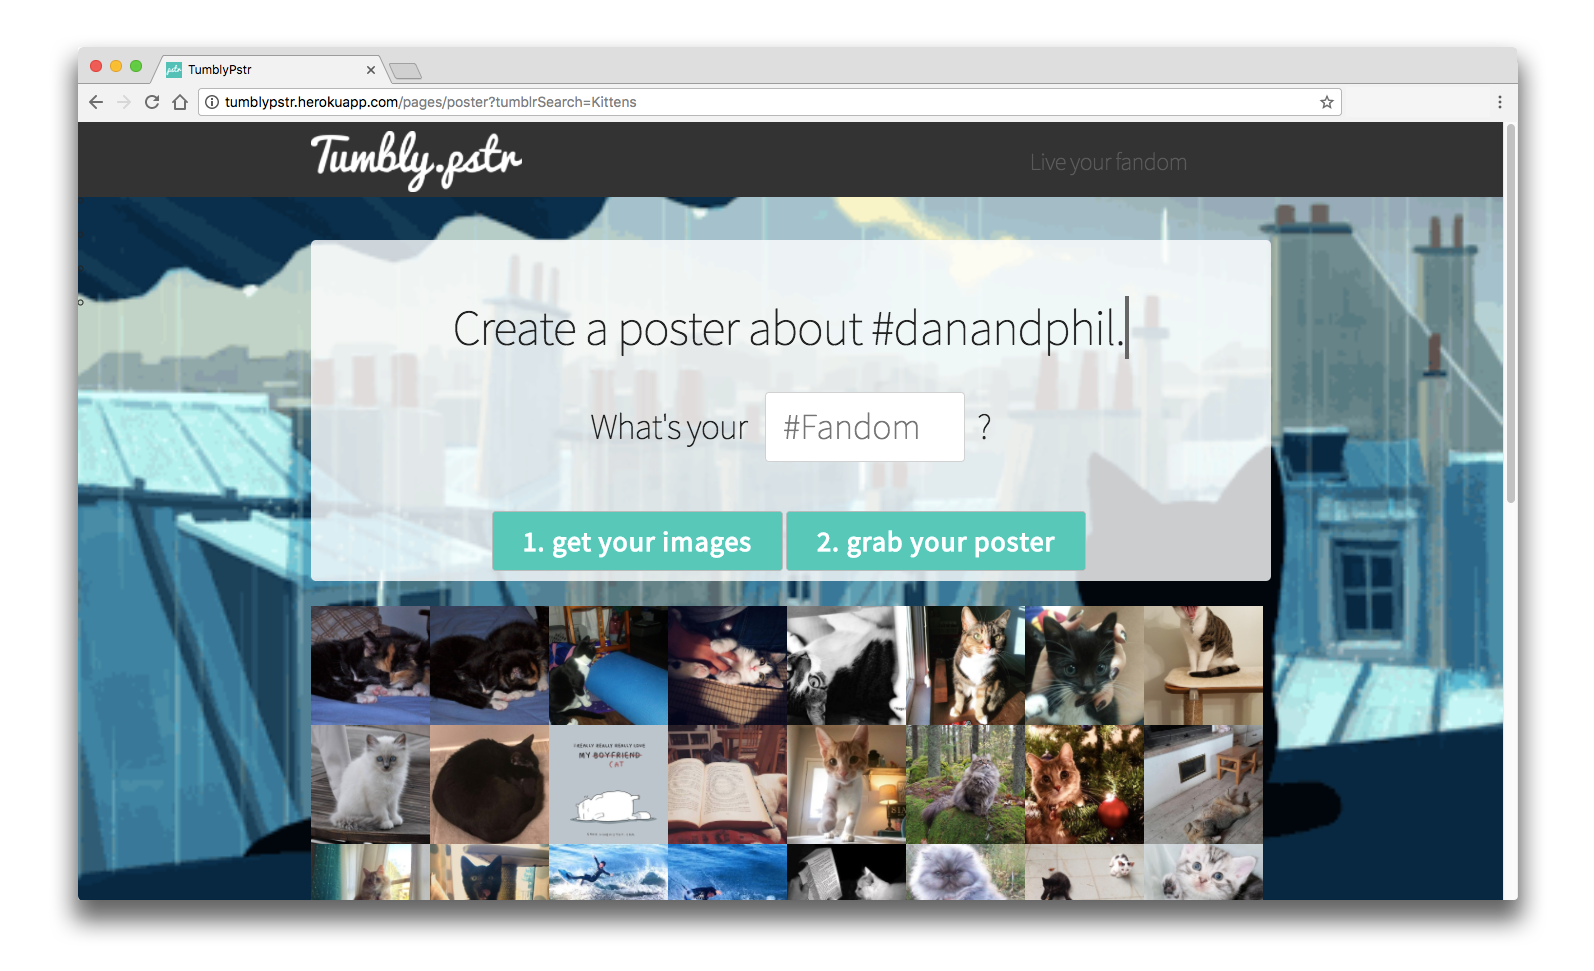 TumblyPstr
tumblypstr.herokuapp.com/pages/poster?tumblrSearch=Kittens
Tumbly.pstr
Live your fandom
Create a poster about #danandphil.
What's your #Fandom ?
1. get your images 2. grab your poster
I REALLY REALLY REALLY LOVE
MY BOYFRIEND
CAT